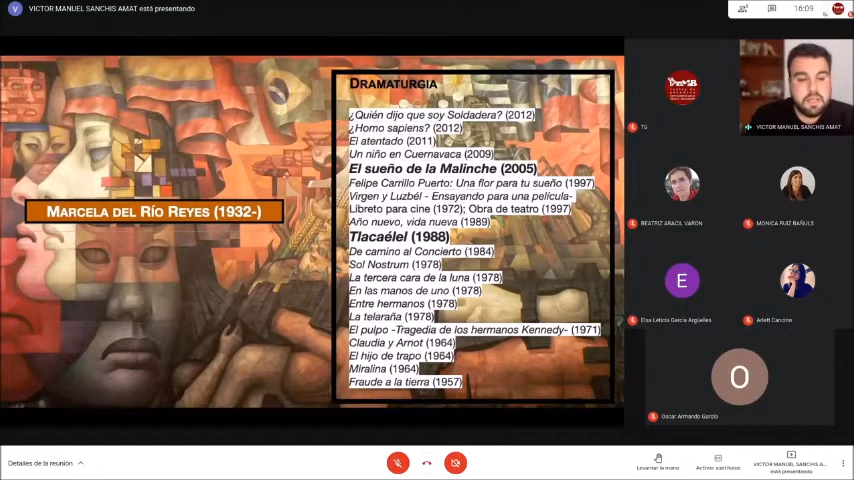 V
VICTOR MANUEL SANCHIS AMAT está presentando
16:09
DRAMATURGIA
¿Quién dijo que soy Soldadera? (2012)
¿Homo sapiens? (2012)
El atentado (2011)
Un niño en Cuernavaca (2009)
El sueño de la Malinche (2005)
Felipe Carrillo Puerto: Una flor para tu sueño (1997)
Virgen y Luzbél - Ensayando para una película-
Libreto para cine (1972); Obra de teatro (1997)
Año nuevo, vida nueva (1989)
Tlacaélel (1988)
De camino al Concierto (1984)
Sol Nostrum (1978)
La tercera cara de la luna (1978)
En las manos de uno (1978)
Entre hermanos (1978)
La telaraña (1978)
El pulpo -Tragedia de los hermanos Kennedy- (1971)
Claudia y Arnot (1964)
El hijo de trapo (1964)
Miralina (1964)
Fraude a la tierra (1957)
MARCELA DEL RÍO REYES (1932-)
Tú
VICTOR MANUEL SANCHIS AMAT
BEATRIZ ARACIL VARON
MONICA RUIZ BAÑULS
E
Elsa Leticia García Argüelles
Arlett Cancino
O
Oscar Armando García
Detalles de la reunión
Levantar la mano
Activar subtítulos
VICTOR MANUEL SANCHIS A...
está presentando